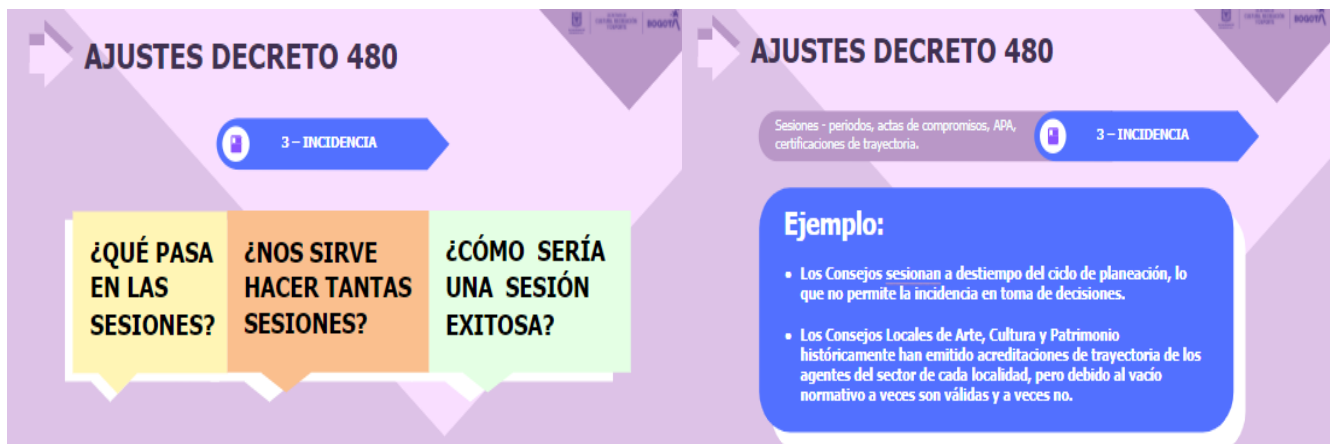 AJUSTES DECRETO 480
3 – INCIDENCIA
¿QUÉ PASA
EN LAS
SESIONES?
¿NOS SIRVE
HACER TANTAS
SESIONES?
¿CÓMO SERÍA
UNA SESIÓN
EXITOSA?
BOGOTÁ
AJUSTES DECRETO 480
Sesiones - periodos, actas de compromisos, APA,
certificaciones de trayectoria.
3 – INCIDENCIA
Ejemplo:
• Los Consejos sesionan a destiempo del ciclo de planeación, lo
que no permite la incidencia en toma de decisiones.
• Los Consejos Locales de Arte, Cultura y Patrimonio
históricamente han emitido acreditaciones de trayectoria de los
agentes del sector de cada localidad, pero debido al vacío
normativo a veces son válidas y a veces no.
BOGOTÁ